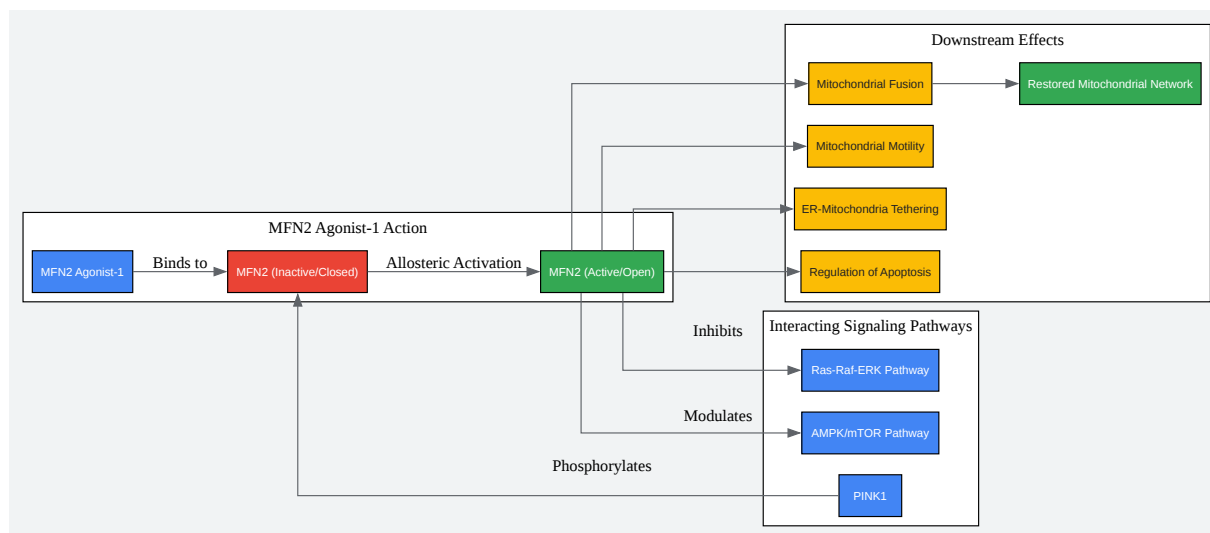 Downstream Effects
Mitochondrial Fusion
Restored Mitochondrial Network
Mitochondrial Motility
ER-Mitochondria Tethering
Regulation of Apoptosis
MFN2 Agonist-1 Action
MFN2 Agonist-1
Binds to
MFN2 (Inactive/Closed)
Allosteric Activation
MFN2 (Active/Open)
Interacting Signaling Pathways
Inhibits
Ras-Raf-ERK Pathway
Modulates
AMPK/mTOR Pathway
Phosphorylates
PINK1